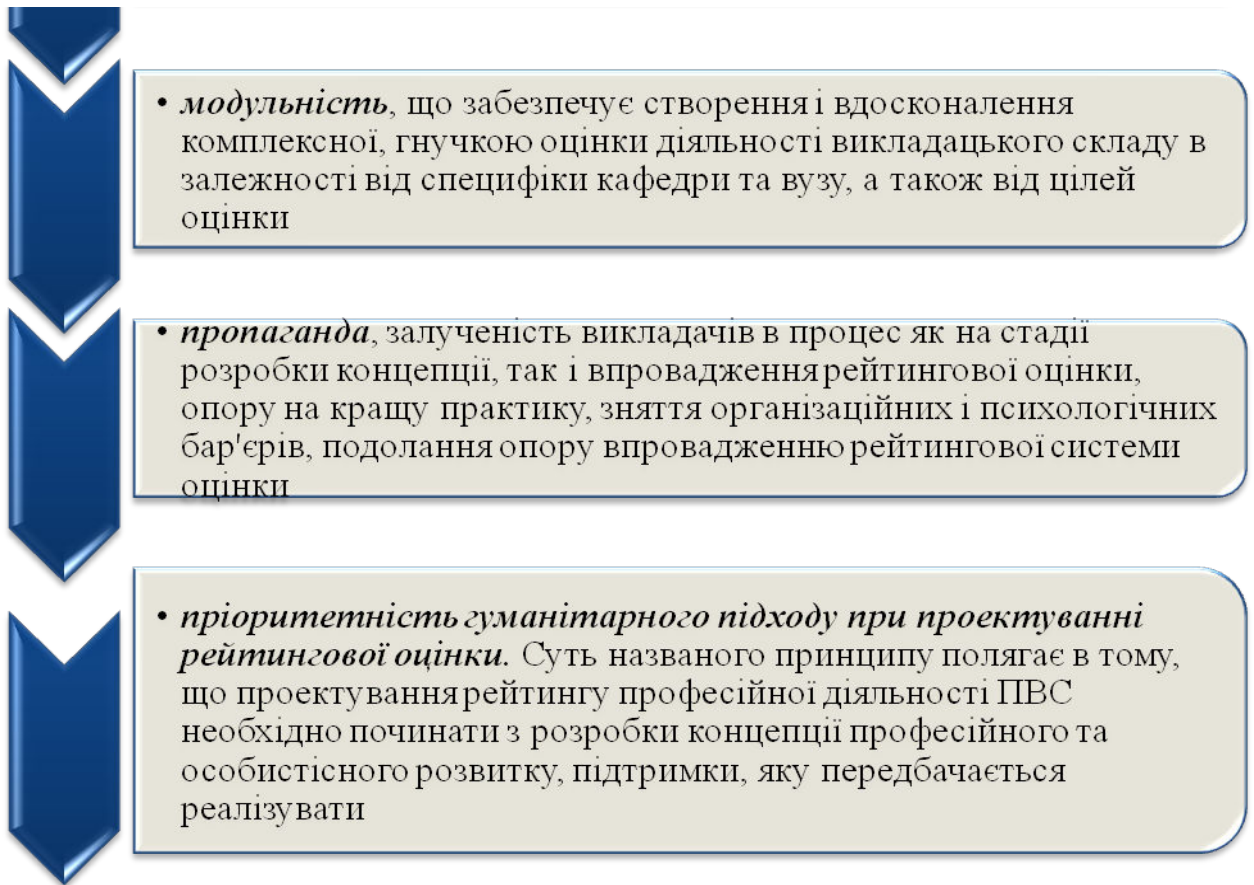 • модульність, що забезпечує створення і вдосконалення
комплексної, гнучкою оцінки діяльності викладацького складу в
залежності від специфіки кафедри та вузу, а також від цілей
оцінки
• пропаганда, залученість викладачів в процес як на стадії
розробки концепції, так і впровадження рейтингової оцінки,
опору на кращу практику, зняття організаційних і психологічних
бар'єрів, подолання опору впровадженню рейтингової системи
оцінки
• пріоритетність гуманітарного підходу при проектуванні
рейтингової оцінки. Суть названого принципу полягає в тому,
що проектування рейтингу професійної діяльності ПВС
необхідно починати з розробки концепції професійного та
особистісного розвитку, підтримки, яку передбачається
реалізувати